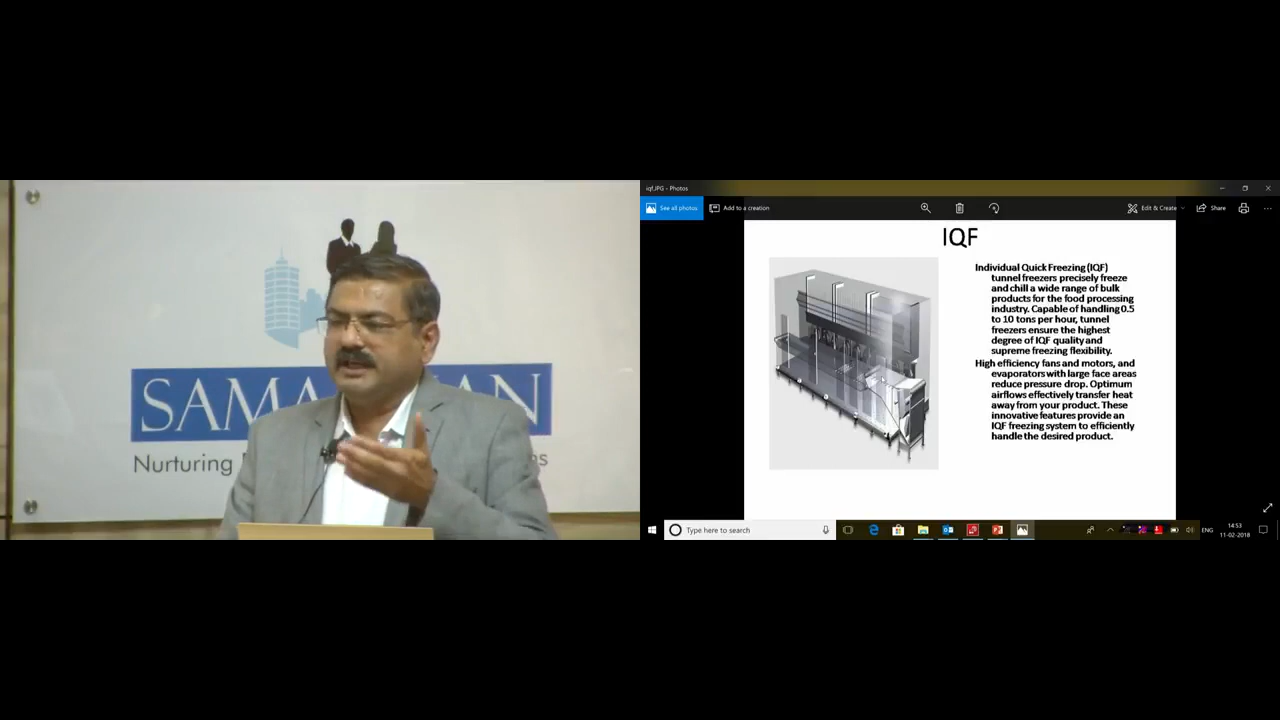 SAMA
AN
Nurturing
ns
iqf.JPG - Photos
See all photos
Add to a creation
Edit & Create
Share
IQF
Individual Quick Freezing (IQF)
tunnel freezers precisely freeze
and chill a wide range of bulk
products for the food processing
industry. Capable of handling 0.5
to 10 tons per hour, tunnel
freezers ensure the highest
degree of IQF quality and
supreme freezing flexibility.
High efficiency fans and motors, and
evaporators with large face areas
reduce pressure drop. Optimum
airflows effectively transfer heat
away from your product. These
innovative features provide an
IQF freezing system to efficiently
handle the desired product.
Type here to search
ENG
14:53
11-02-2018